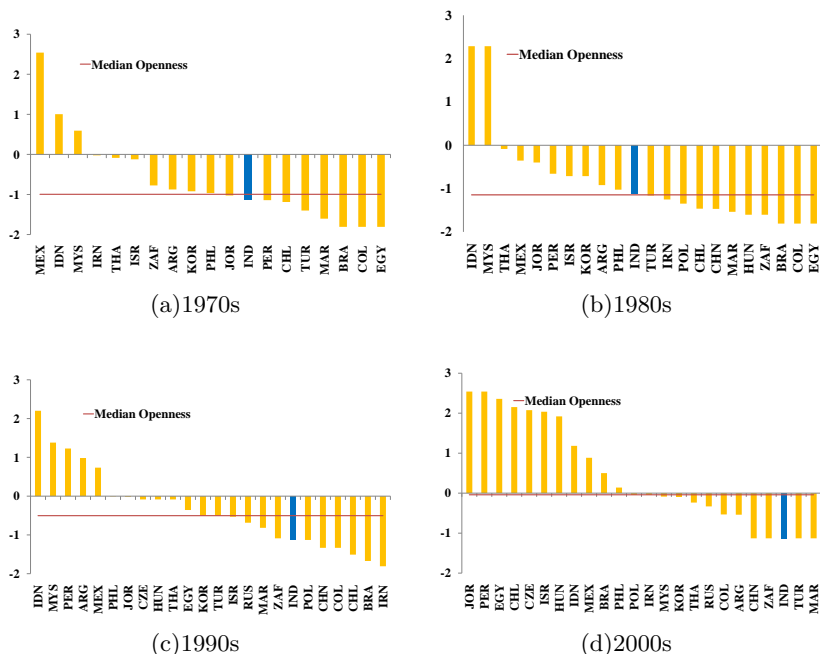 3
2
1
0
-1
-2
Median Openness
MEX IDN MYS IRN THA ISR ZAF ARG KOR PHL JOR IND PER CHL TUR MAR BRA COL EGY
(a)1970s
3
2
1
0
-1
-2
Median Openness
IDN MYS THA MEX JOR PER ISR KOR ARG PHL IND TUR IRN POL CHL CHN MAR HUN ZAF BRA COL EGY
(b)1980s
3
2
1
0
-1
-2
Median Openness
IDN MYS PER ARG MEX PHL JOR CZE HUN THA EGY KOR TUR ISR RUS MAR ZAF IND POL CHN COL CHL BRA IRN
(c)1990s
3
2
1
0
-1
-2
Median Openness
JOR PER EGY CHL CZE ISR HUN IDN MEX BRA PHL POL IRN MYS KOR THA RUS COL ARG CHN ZAF IND TUR MAR
(d)2000s